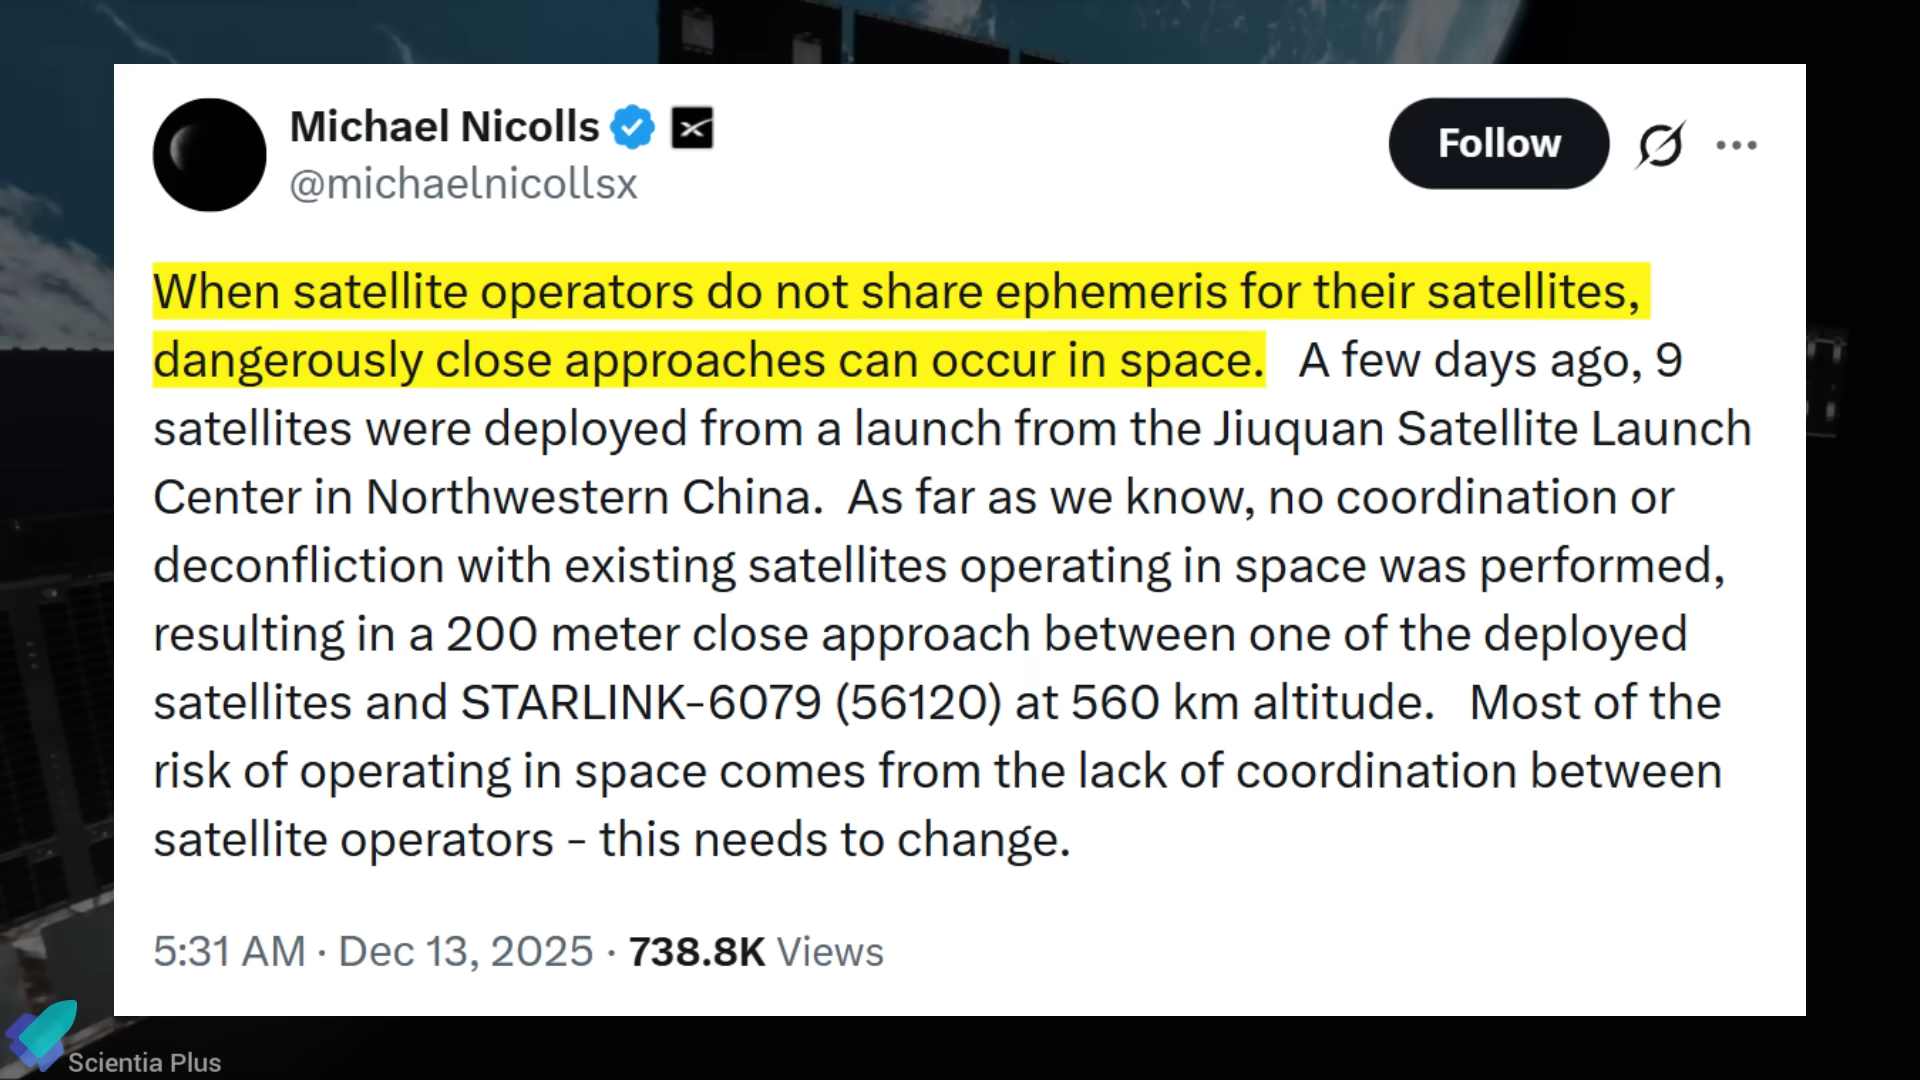 Michael Nicolls
@michaelnicollsx
Follow
When satellite operators do not share ephemeris for their satellites,
dangerously close approaches can occur in space.   A few days ago, 9
satellites were deployed from a launch from the Jiuquan Satellite Launch
Center in Northwestern China.  As far as we know, no coordination or
deconfliction with existing satellites operating in space was performed,
resulting in a 200 meter close approach between one of the deployed
satellites and STARLINK-6079 (56120) at 560 km altitude.   Most of the
risk of operating in space comes from the lack of coordination between
satellite operators - this needs to change.
5:31 AM · Dec 13, 2025 · 738.8K Views
Scientia Plus